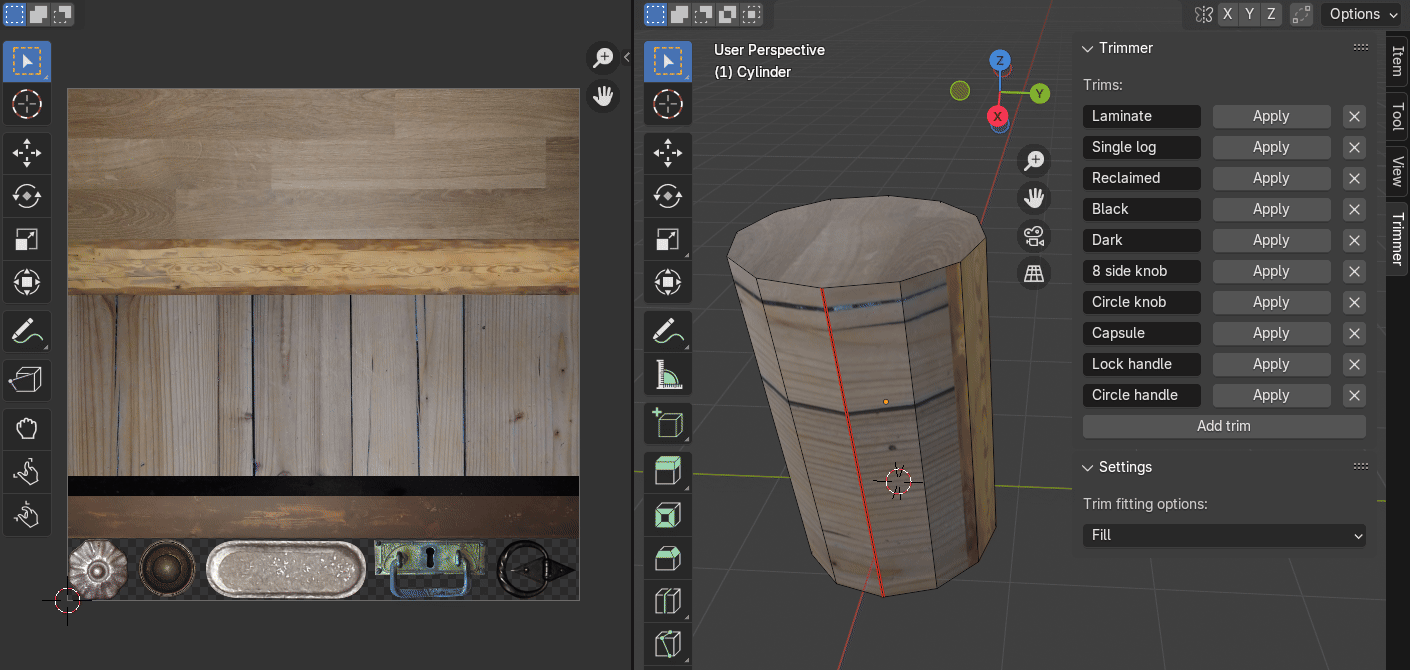 X Y Z
Options
User Perspective
(1) Cylinder
Z
Y
X
Trimmer
Trims:
Laminate Apply
Single log Apply
Reclaimed Apply
Black Apply
Dark Apply
8 side knob Apply
Circle knob Apply
Capsule Apply
Lock handle Apply
Circle handle Apply
Add trim
Settings
Trim fitting options:
Fill
Item
Tool
View
Trimmer